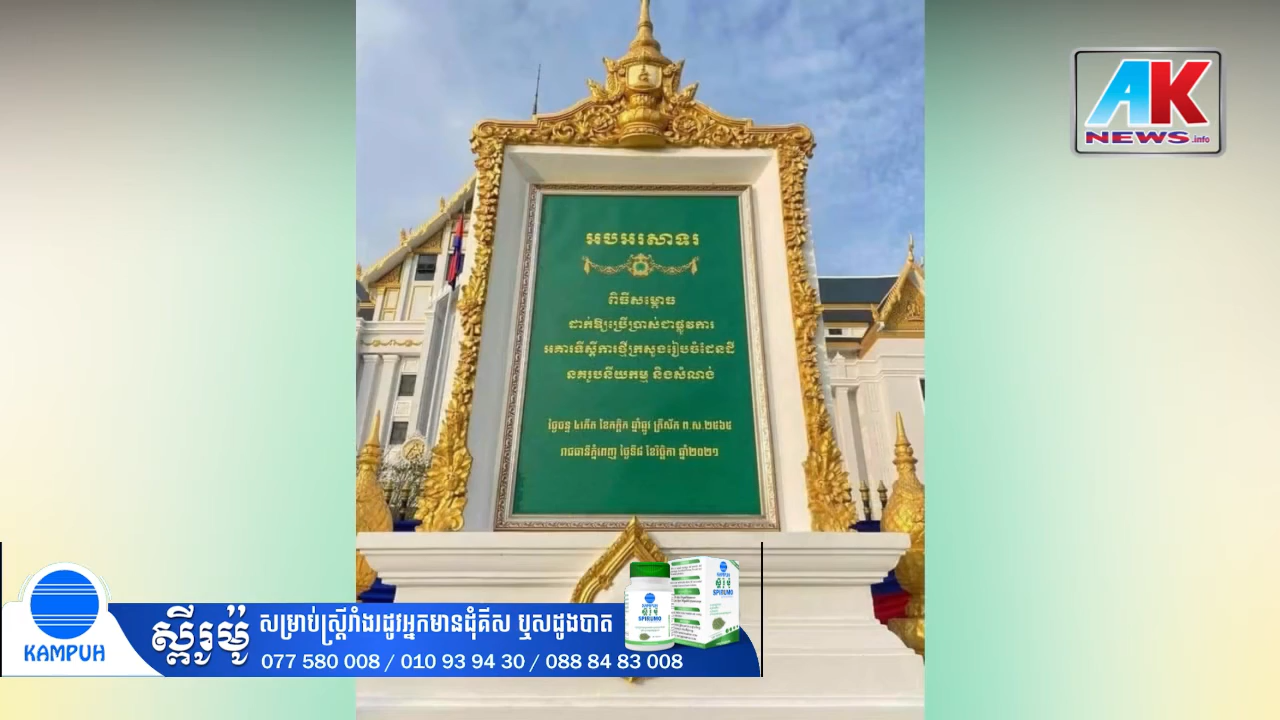 AK
NEWS.info
អបអរសាទរ
ពិធីសម្ពោធ
ដាក់ឱ្យប្រើប្រាស់ជាផ្លូវការ
អគារទីស្តីការថ្មីក្រសួងរៀបចំដែនដី
នគរូបនីយកម្ម និងសំណង់
ថ្ងៃចន្ទ ៤កើត ខែកក្តិក ឆ្នាំឆ្លូវ ត្រីស័ក ព.ស.២៥៦៥
រាជធានីភ្នំពេញ ថ្ងៃទី៨ ខែវិច្ឆិកា ឆ្នាំ២០២១
KAMPUH
ស្ពីរូម៉ូ
សម្រាប់ស្ត្រីរាំងរដូវអ្នកមានដុំគីស ឬសដូងបាត
077 580 008 / 010 93 94 30 / 088 84 83 008
SPIRUMO
SPIRUMO